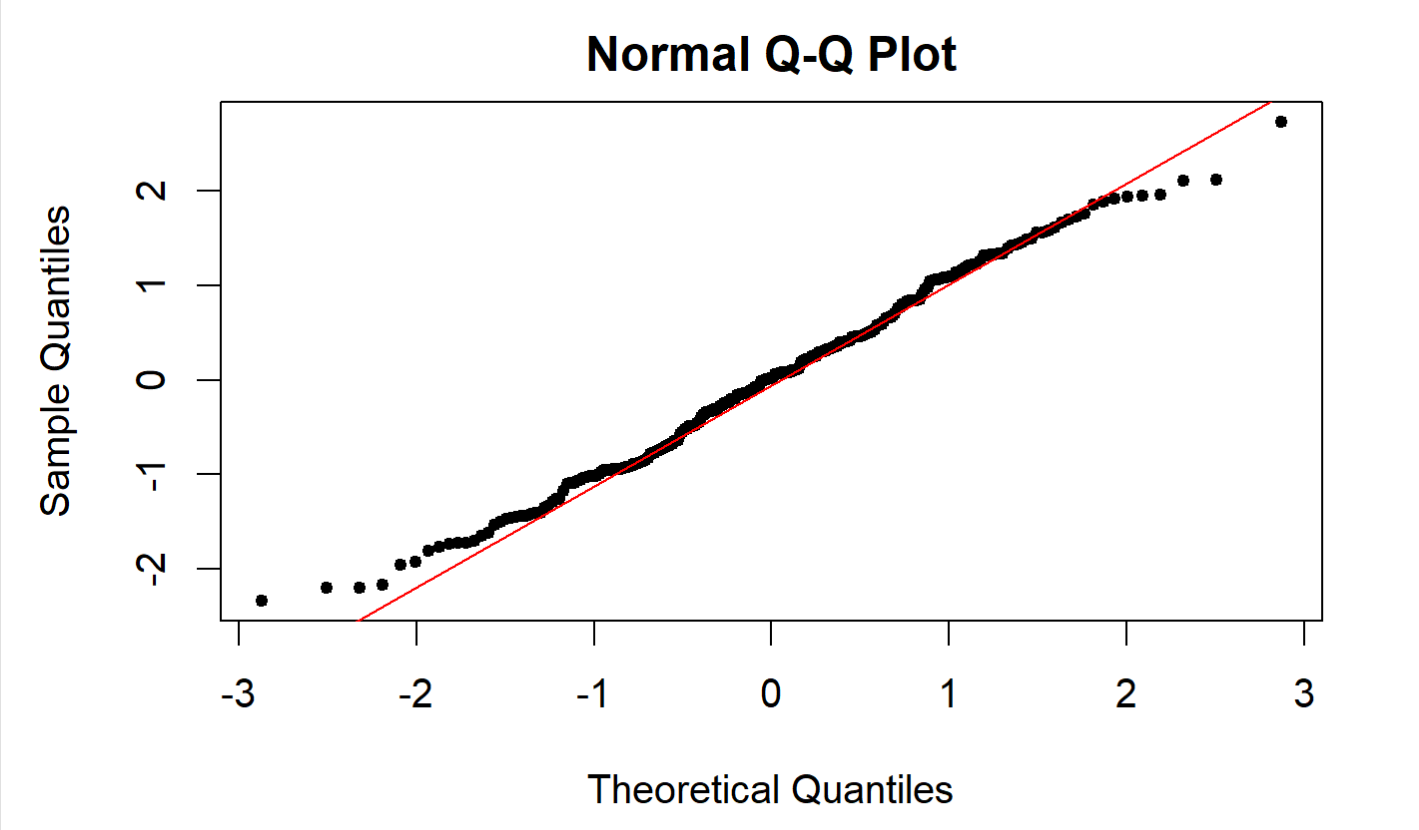 Normal Q-Q Plot
Sample Quantiles
2
1
0
-1
-2
-3 -2 -1 0 1 2 3
Theoretical Quantiles